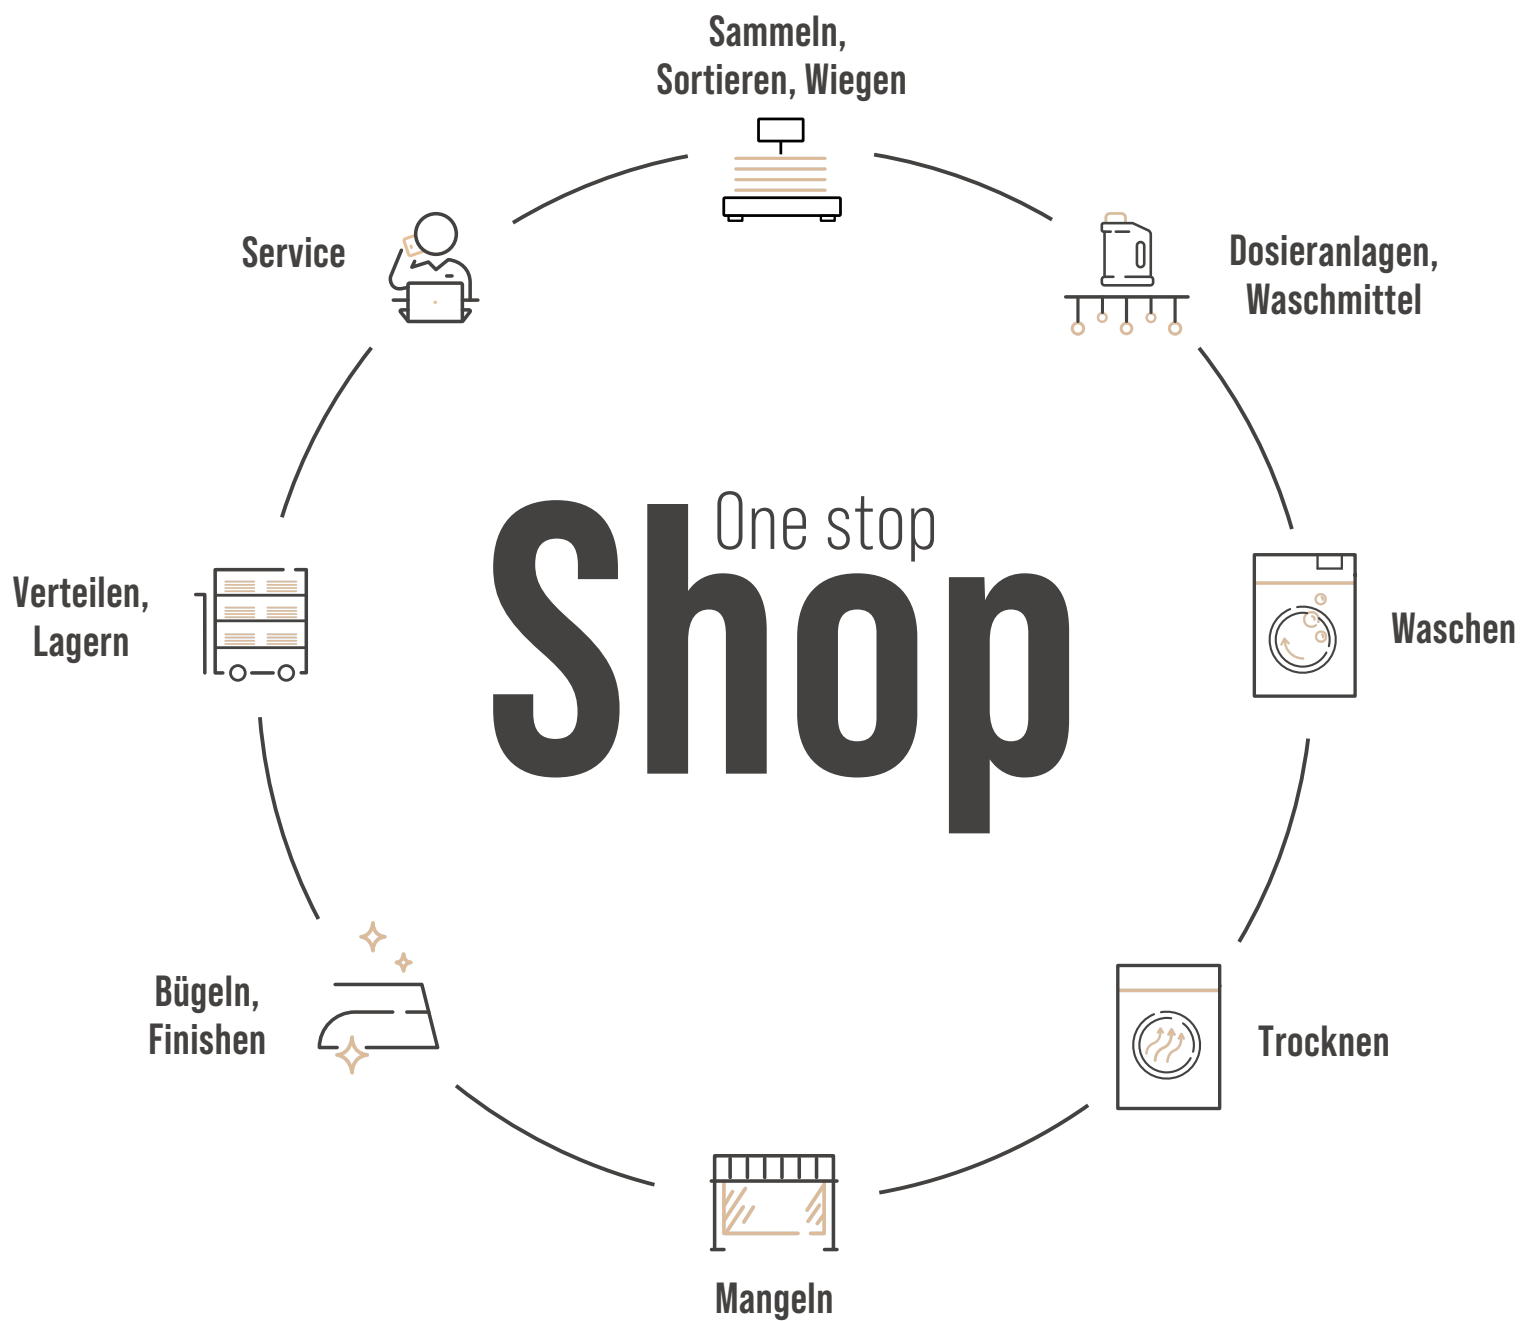 Sammeln,
Sortieren, Wiegen
Dosieranlagen,
Waschmittel
Waschen
Trocknen
Mangeln
Bügeln,
Finishen
Verteilen,
Lagern
Service
One stop
Shop